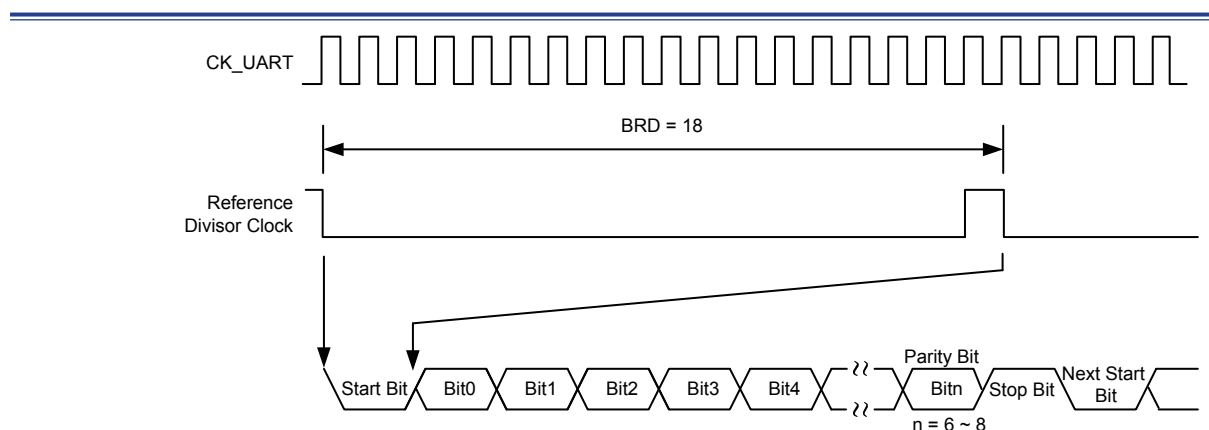 CK_UART
BRD = 18
Reference
Divisor Clock
Start Bit
Bit0
Bit1
Bit2
Bit3
Bit4
Parity Bit
Bitn
Stop Bit
Next Start
Bit
n = 6 ~ 8